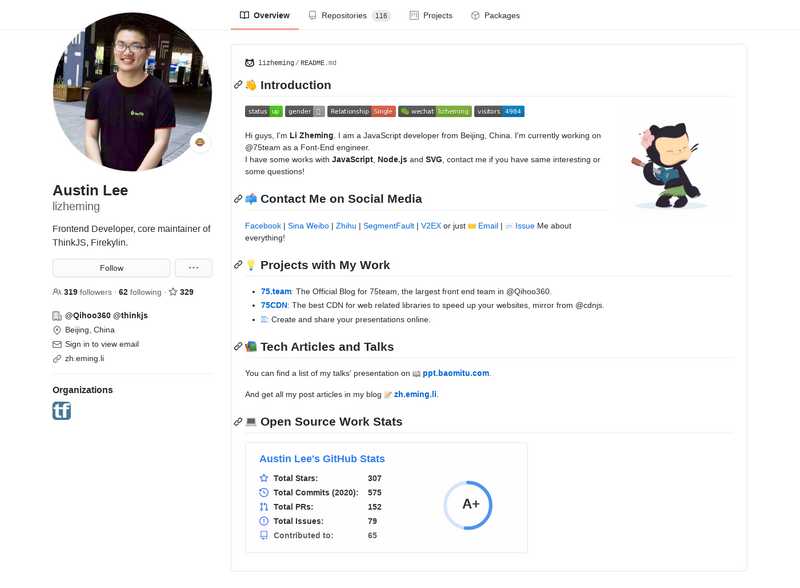 Overview Repositories 116 Projects Packages
lizheming/README.md
👋 Introduction
status up gender Relationship Single wechat lizheming visitors 4904
Hi guys, I'm Li Zheming. I am a JavaScript developer from Beijing, China. I'm currently working on
@75team as a Font-End engineer.
I have some works with JavaScript, Node.js and SVG, contact me if you have same interesting or
some questions!
📫 Contact Me on Social Media
Facebook | Sina Weibo | Zhihu | SegmentFault | V2EX or just Email | Issue Me about
everything!
💡 Projects with My Work
• 75.team: The Official Blog for 75team, the largest front end team in @Qihoo360.
• 75CDN: The best CDN for web related libraries to speed up your websites, mirror from @cdnjs.
• : Create and share your presentations online.
📚 Tech Articles and Talks
You can find a list of my talks' presentation on ppt.baomitu.com.
And get all my post articles in my blog 📝 zh.eming.li.
💻 Open Source Work Stats
Austin Lee's GitHub Stats
Total Stars: 307
Total Commits (2020): 575
Total PRs: 152
Total Issues: 79
Contributed to: 65
A+
Austin Lee
lizheming
Frontend Developer, core maintainer of
ThinkJS, Firekylin.
Follow ...
319 followers · 62 following · 329
@Qihoo360 @thinkjs
Beijing, China
Sign in to view email
zh.eming.li
Organizations
tf